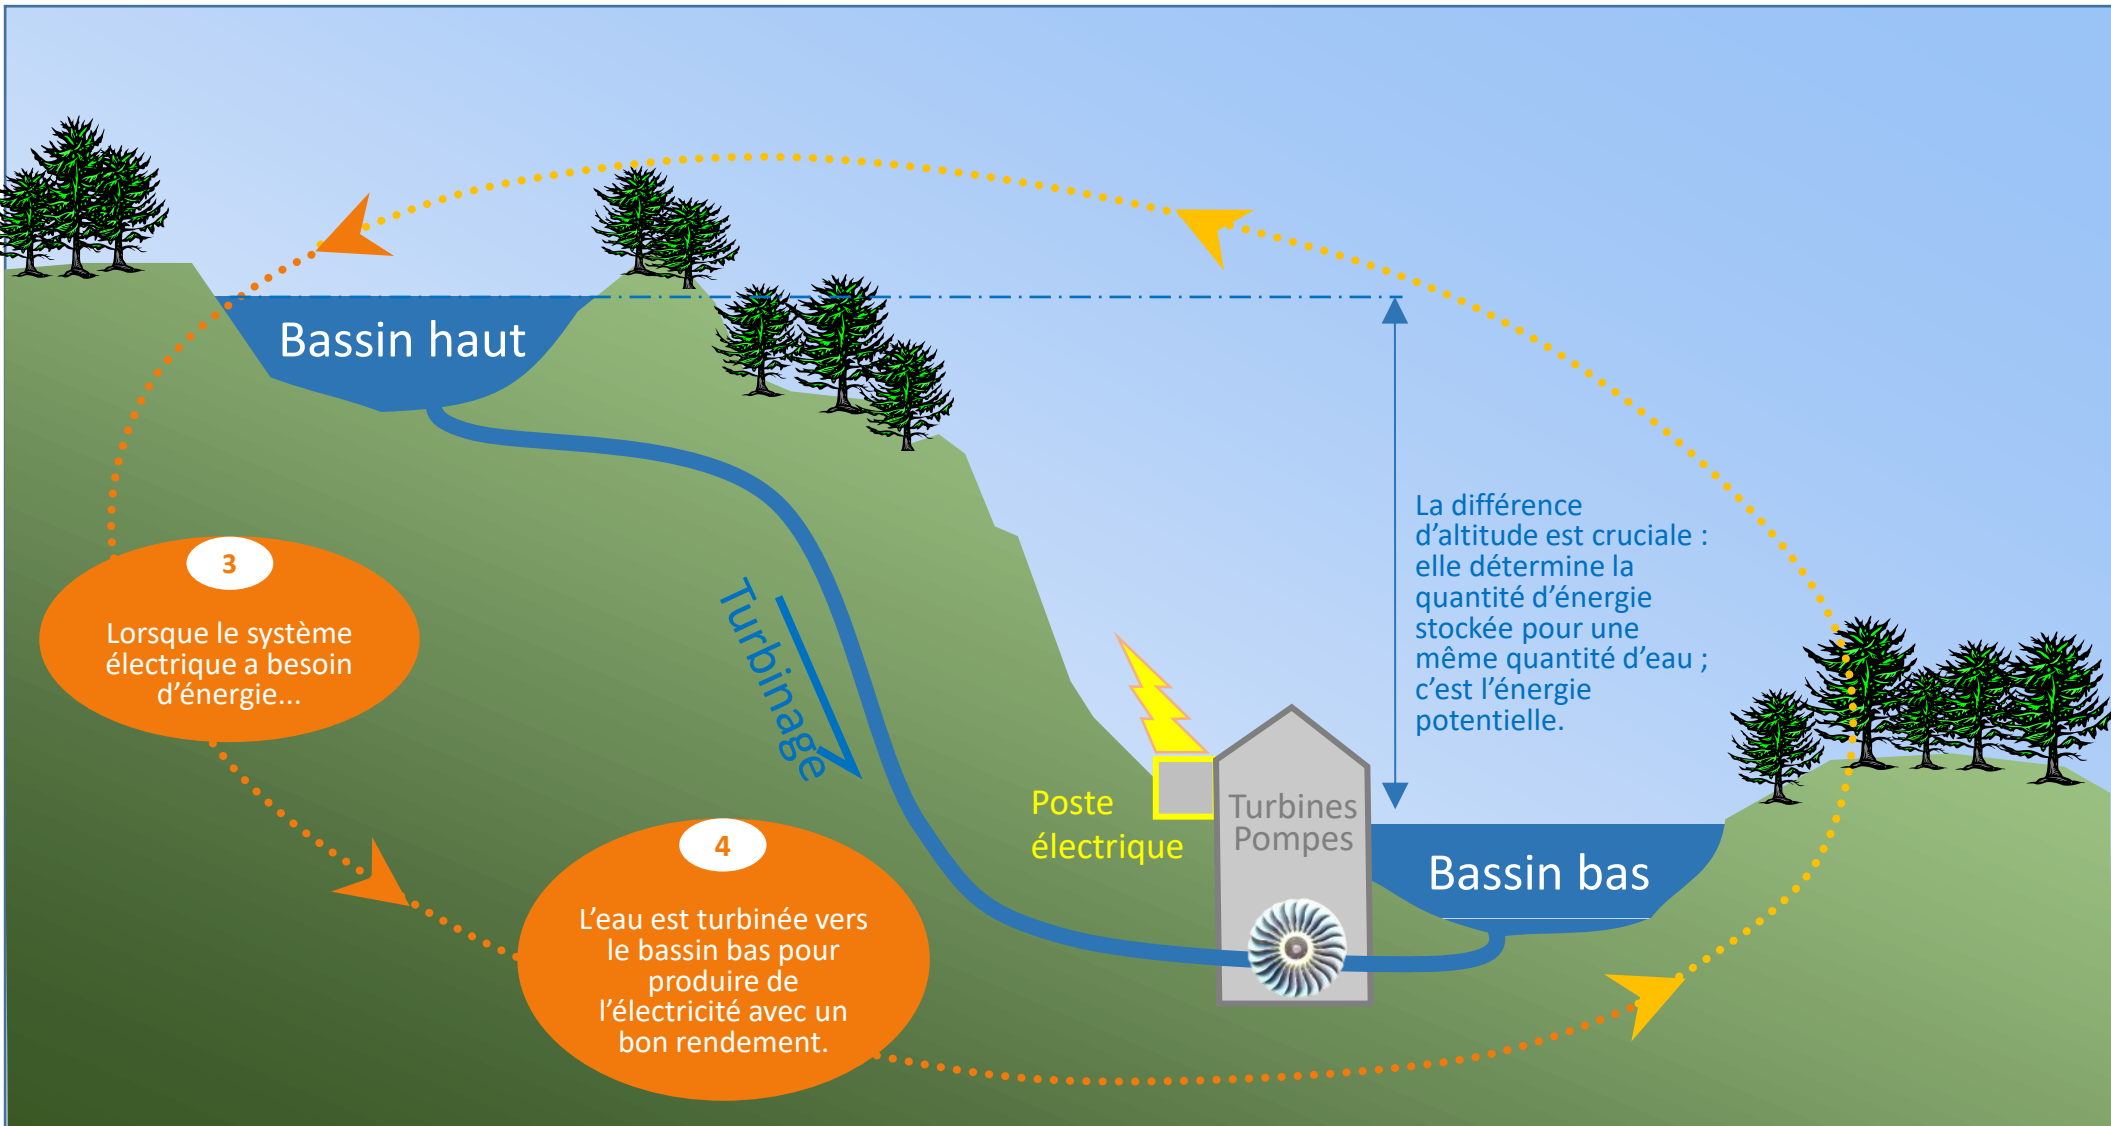 Bassin haut
La différence
d’altitude est cruciale :
elle détermine la
quantité d’énergie
stockée pour une
même quantité d’eau ;
c’est l’énergie
potentielle.
3
Lorsque le système
électrique a besoin
d’énergie...
Turbinage
Poste
électrique
Turbines
Pompes
Bassin bas
4
L’eau est turbinée vers
le bassin bas pour
produire de
l’électricité avec un
bon rendement.